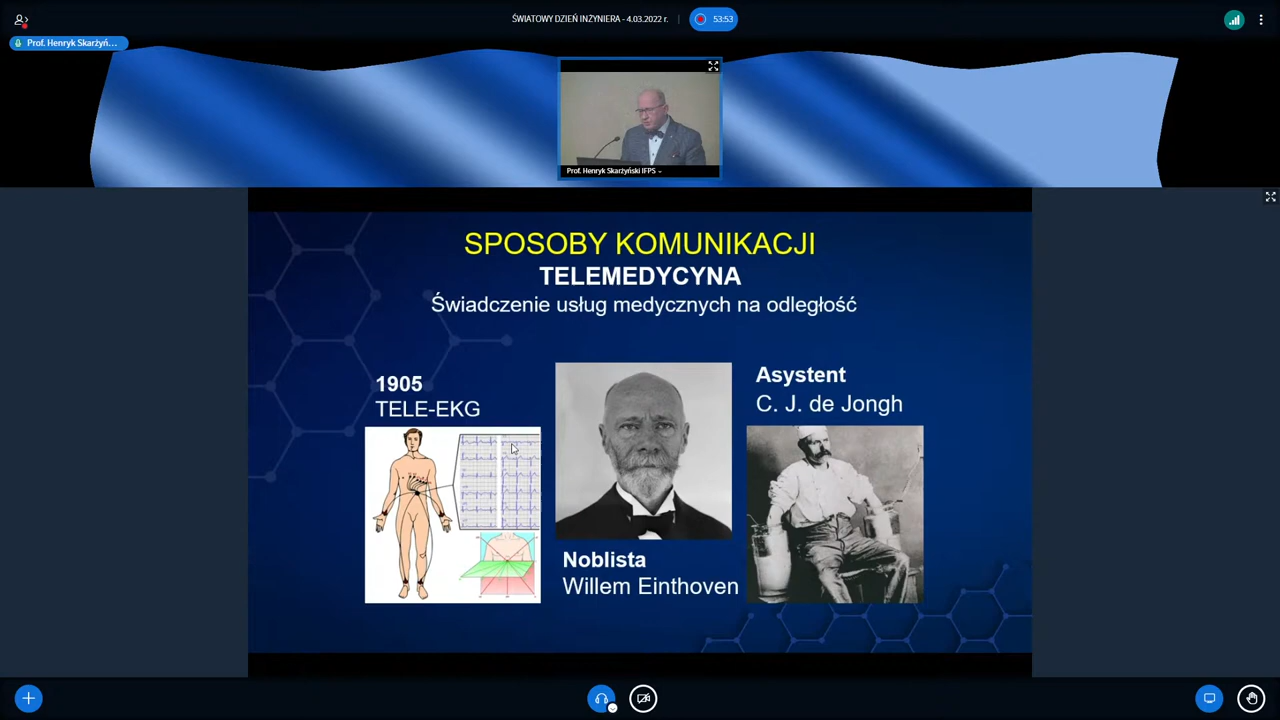 ŚWIATOWY DZIEŃ INZYNIERA - 4.03.2022 r.
53:53
Prof. Henryk Skarżyń...
Prof. Henryk Skarżyński IFPS
SPOSOBY KOMUNIKACJI
TELEMEDYCYNA
Świadczenie usług medycznych na odległość
1905
TELE-EKG
Noblista
Willem Einthoven
Asystent
C. J. de Jongh